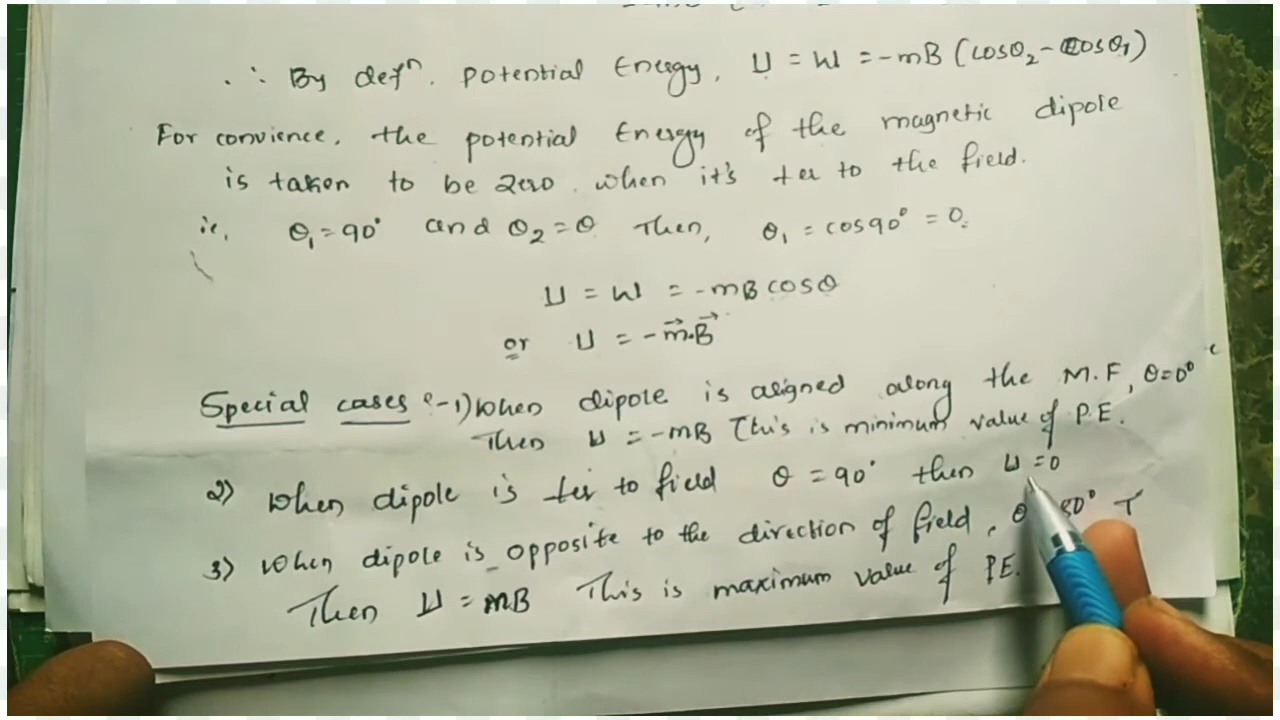 ∴ By defⁿ. Potential Energy, U = W = -mB (cosθ₂ - cosθ₁)
For convience, the potential Energy of the magnetic dipole
is taken to be zero. when it's ter to the field.
ie, θ₁ = 90° and θ₂ = θ Then, θ₁ = cos90° = 0.
U = W = -mB cosθ
or U = -m⃗.B⃗
Special cases :-1) When dipole is aligned along the M.F, θ=0°
Then U = -mB This is minimum value of P.E.
2) When dipole is ter to field θ = 90° then U = 0
3) When dipole is opposite to the direction of field, θ 80°
Then U = mB This is maximum value of P.E.